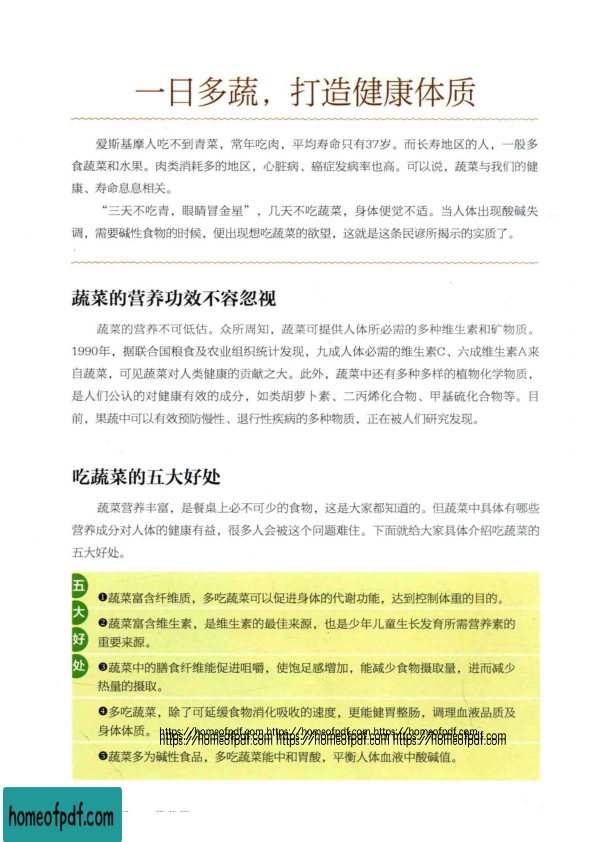 一日多蔬，打造健康体质
爱斯基摩人吃不到青菜，常年吃肉，平均寿命只有37岁。而长寿地区的人，一般多
食蔬菜和水果。肉类消耗多的地区，心脏病、癌症发病率也高。可以说，蔬菜与我们的健
康、寿命息息相关。
“三天不吃青，眼睛冒金星”，几天不吃蔬菜，身体便觉不适。当人体出现酸碱失
调，需要碱性食物的时候，便出现想吃蔬菜的欲望，这就是这条民谚所揭示的实质了。
蔬菜的营养功效不容忽视
蔬菜的营养不可低估。众所周知，蔬菜可提供人体所必需的多种维生素和矿物质。
1990年，据联合国粮食及农业组织统计发现，九成人体必需的维生素C、六成维生素A来
自蔬菜，可见蔬菜对人类健康的贡献之大。此外，蔬菜中还有多种多样的植物化学物质，
是人们公认的对健康有效的成分，如类胡萝卜素、二丙烯化合物、甲基硫化合物等。目
前，果蔬中可以有效预防慢性、退行性疾病的多种物质，正在被人们研究发现。
吃蔬菜的五大好处
蔬菜营养丰富，是餐桌上必不可少的食物，这是大家都知道的。但蔬菜中具体有哪些
营养成分对人体的健康有益，很多人会被这个问题难住。下面就给大家具体介绍吃蔬菜的
五大好处。
五大好处
❶蔬菜富含纤维质，多吃蔬菜可以促进身体的代谢功能，达到控制体重的目的。
❷蔬菜富含维生素，是维生素的最佳来源，也是少年儿童生长发育所需营养素的
重要来源。
❸蔬菜中的膳食纤维能促进咀嚼，使饱足感增加，能减少食物摄取量，进而减少
热量的摄取。
❹多吃蔬菜，除了可延缓食物消化吸收的速度，更能健胃整肠，调理血液品质及
身体体质。
https://homeofpdf.com https://homeofpdf.com https://homeofpdf.com
https://homeofpdf.com https://homeofpdf.com https://homeofpdf.com
❺蔬菜多为碱性食品，多吃蔬菜能中和胃酸，平衡人体血液中酸碱值。
homeofpdf.com